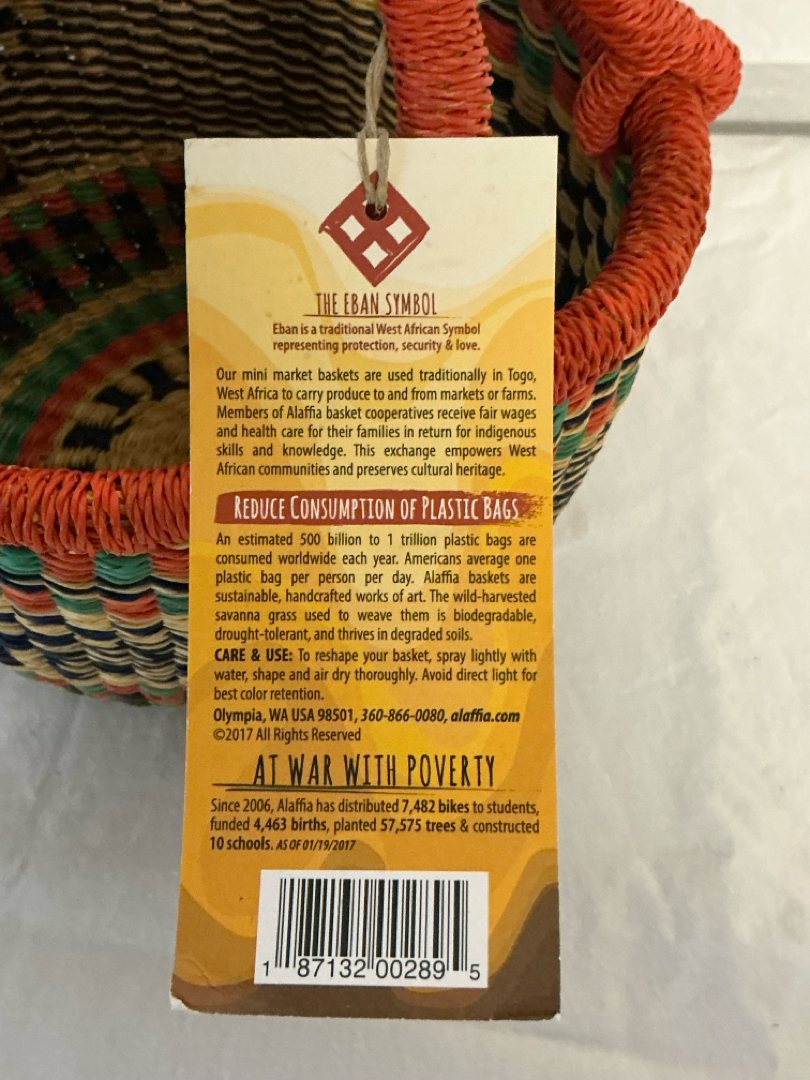 THE EBAN SYMBOL
Eban is a traditional West African Symbol
representing protection, security & love.
Our mini market baskets are used traditionally in Togo,
West Africa to carry produce to and from markets or farms.
Members of Alaffia basket cooperatives receive fair wages
and health care for their families in return for indigenous
skills and knowledge. This exchange empowers West
African communities and preserves cultural heritage.
REDUCE CONSUMPTION OF PLASTIC BAGS
An estimated 500 billion to 1 trillion plastic bags are
consumed worldwide each year. Americans average one
plastic bag per person per day. Alaffia baskets are
sustainable, handcrafted works of art. The wild-harvested
savanna grass used to weave them is biodegradable,
drought-tolerant, and thrives in degraded soils.
CARE & USE: To reshape your basket, spray lightly with
water, shape and air dry thoroughly. Avoid direct light for
best color retention.
Olympia, WA USA 98501, 360-866-0080, alaffia.com
©2017 All Rights Reserved
AT WAR WITH POVERTY
Since 2006, Alaffia has distributed 7,482 bikes to students,
funded 4,463 births, planted 57,575 trees & constructed
10 schools. AS OF 01/19/2017
1 87132 00289 5